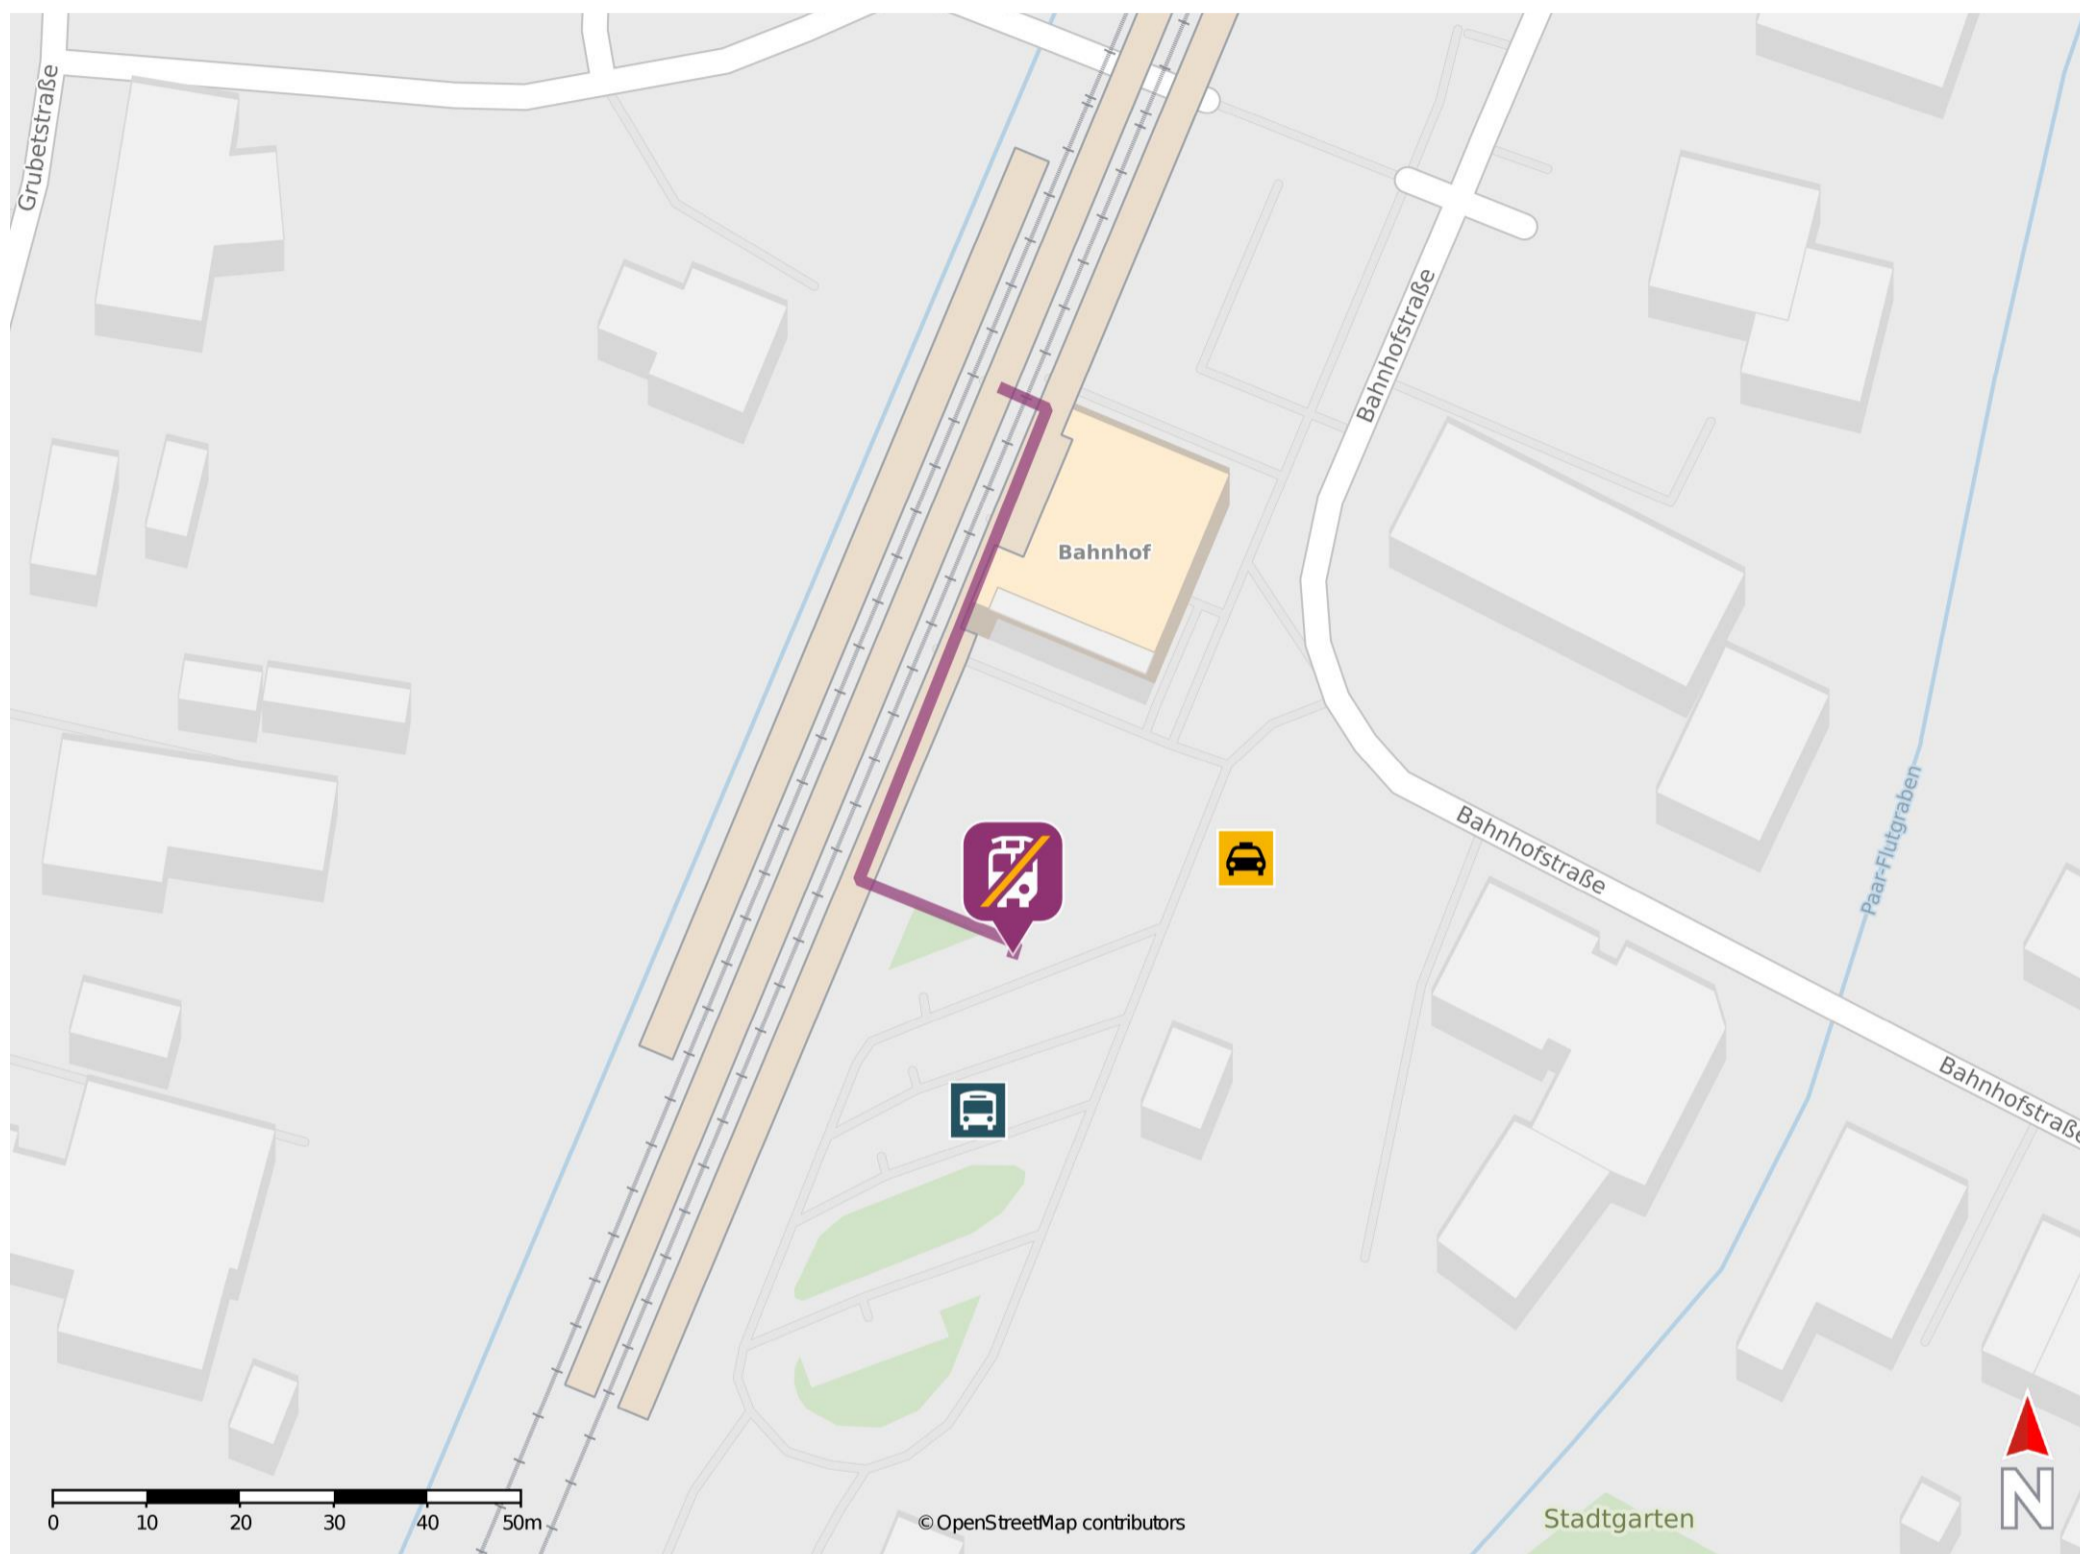 Grubetstraße
Bahnhofstraße
Bahnhof
Bahnhofstraße
Paar-Flutgraben
Bahnhofstraße
0 10 20 30 40 50m
© OpenStreetMap contributors
Stadtgarten
N